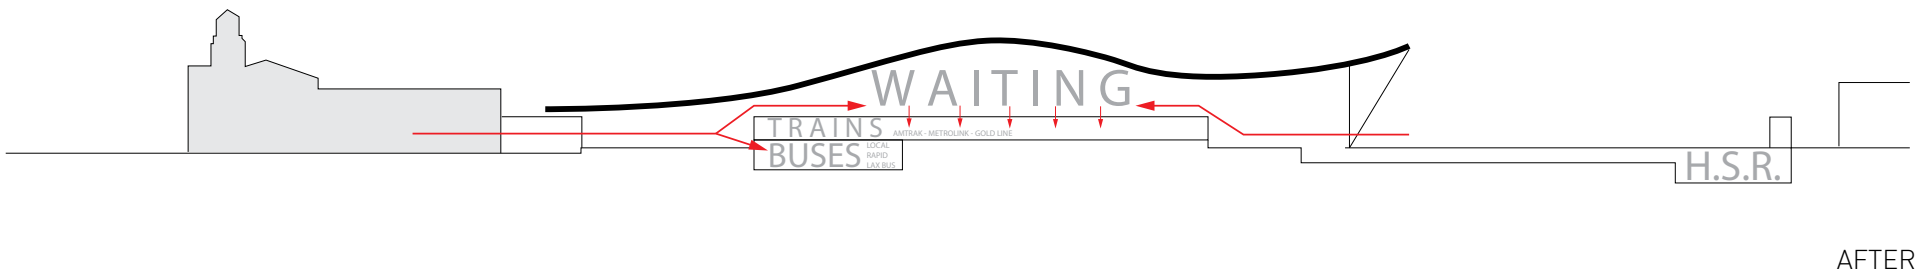 WAITING
TRAINS AMTRAK - METROLINK - GOLD LINE
BUSES LOCAL
RAPID
LAX BUS
H.S.R.
AFTER